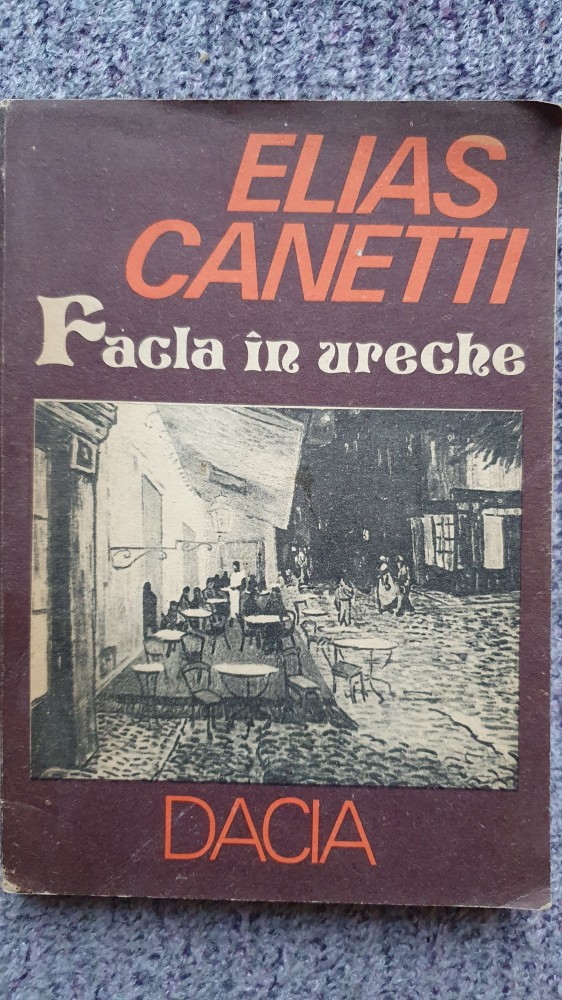 ELIAS
CANETTI
Facla în ureche
DACIA